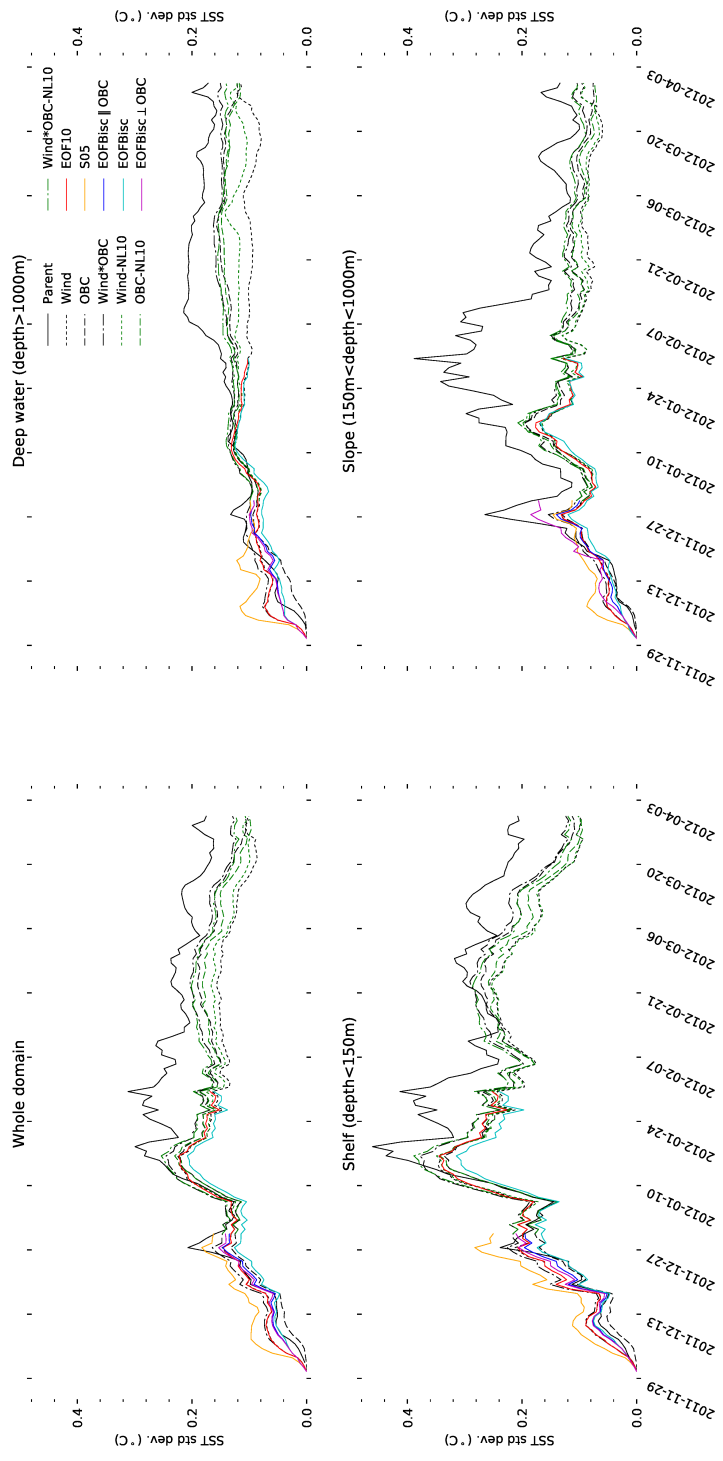 Whole domain
SST std dev. (°C)
0.0
0.2
0.4
Deep water (depth>1000m)
Parent
Wind
OBC
Wind*OBC
Wind-NL10
OBC-NL10
Wind*OBC-NL10
EOF10
S05
EOFBisc ∥ OBC
EOFBisc
EOFBisc ⊥ OBC
SST std dev. (°C)
0.0
0.2
0.4
Shelf (depth<150m)
SST std dev. (°C)
0.0
0.2
0.4
2011-11-29
2011-12-13
2011-12-27
2012-01-10
2012-01-24
2012-02-07
2012-02-21
2012-03-06
2012-03-20
2012-04-03
Slope (150m<depth<1000m)
SST std dev. (°C)
0.0
0.2
0.4
2011-11-29
2011-12-13
2011-12-27
2012-01-10
2012-01-24
2012-02-07
2012-02-21
2012-03-06
2012-03-20
2012-04-03